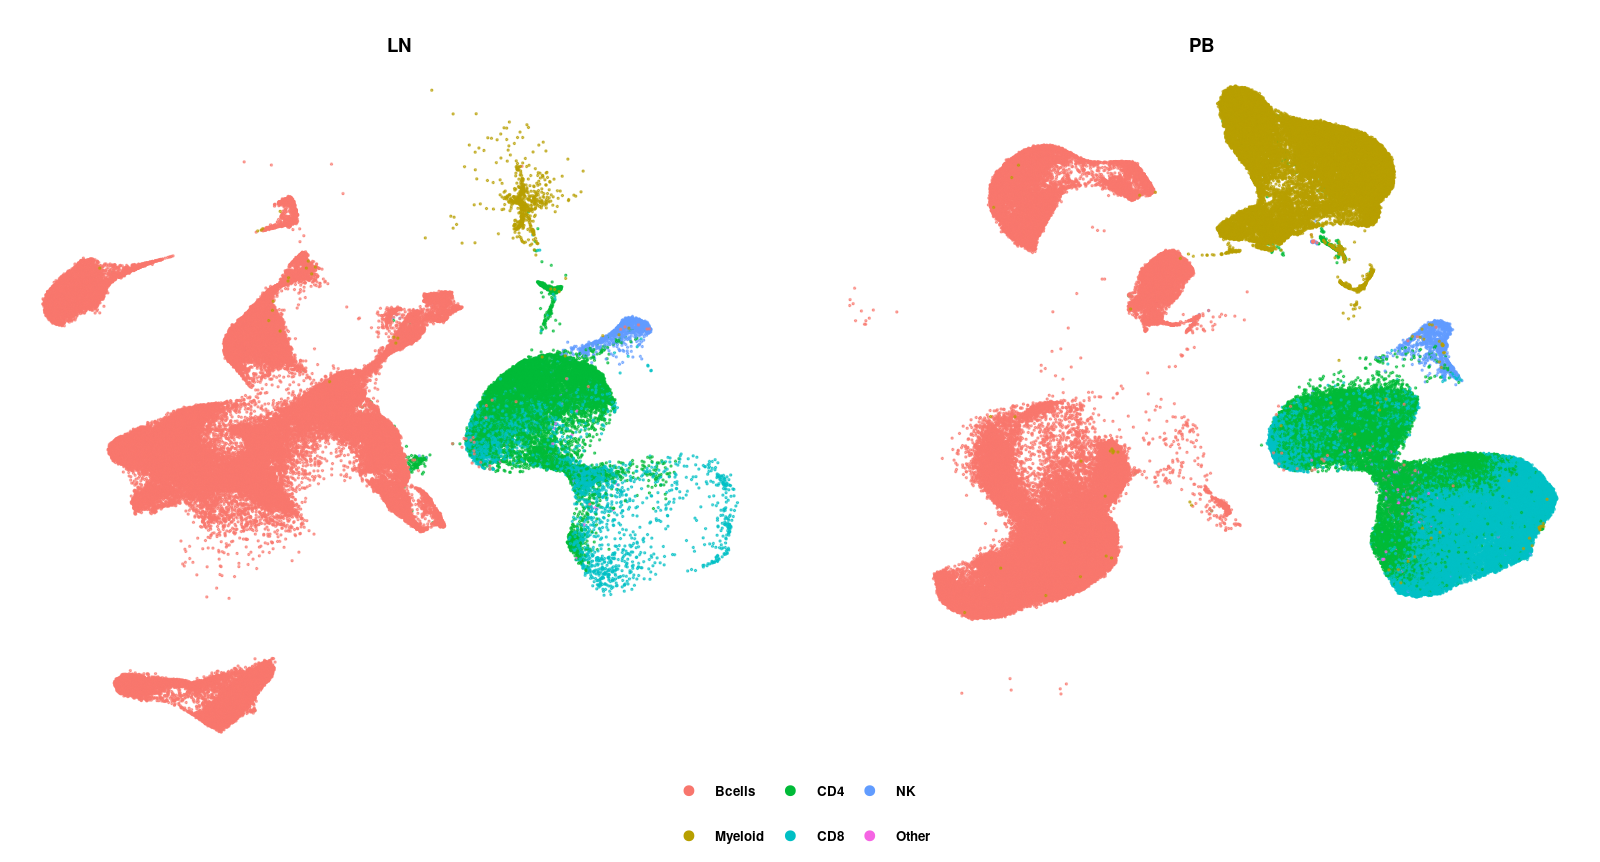 LN PB
Bcells CD4 NK
Myeloid CD8 Other